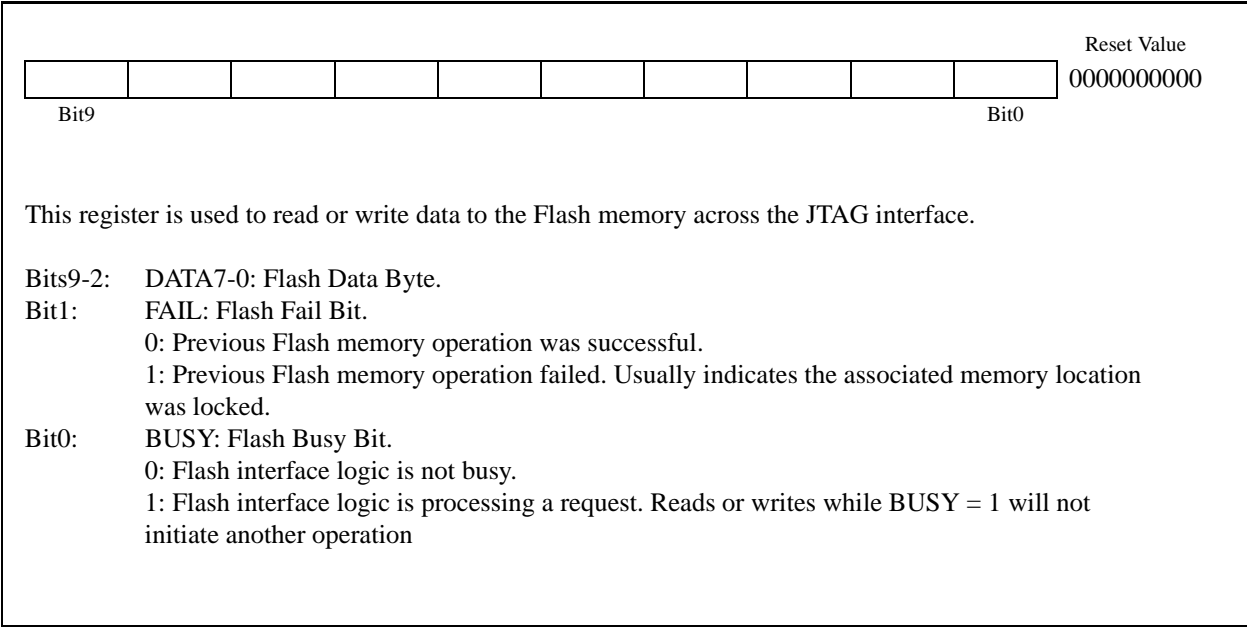 Reset Value
0000000000
Bit9 Bit0
This register is used to read or write data to the Flash memory across the JTAG interface.
Bits9-2: DATA7-0: Flash Data Byte.
Bit1: FAIL: Flash Fail Bit.
0: Previous Flash memory operation was successful.
1: Previous Flash memory operation failed. Usually indicates the associated memory location
was locked.
Bit0: BUSY: Flash Busy Bit.
0: Flash interface logic is not busy.
1: Flash interface logic is processing a request. Reads or writes while BUSY = 1 will not
initiate another operation